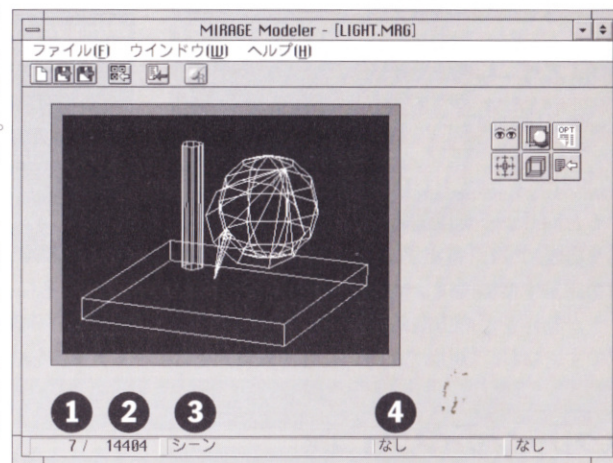 MIRAGE Modeler - [LIGHT.MRG]
ファイル(F) ウインドウ(W) ヘルプ(H)
OPT
1 2 3 4
7 / 14404 シーン なし なし